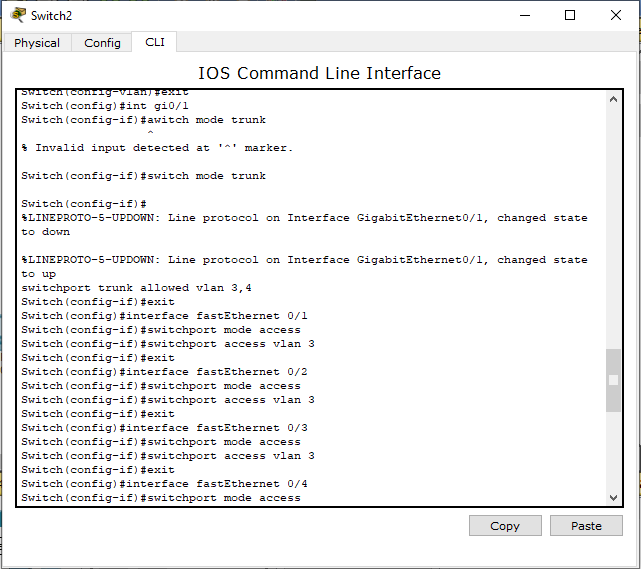 Switch2
Physical Config CLI
IOS Command Line Interface
Switch(config-vlan)#exit
Switch(config)#int gi0/1
Switch(config-if)#awitch mode trunk
^
% Invalid input detected at '^' marker.
Switch(config-if)#switch mode trunk
Switch(config-if)#
%LINEPROTO-5-UPDOWN: Line protocol on Interface GigabitEthernet0/1, changed state
to down
%LINEPROTO-5-UPDOWN: Line protocol on Interface GigabitEthernet0/1, changed state
to up
switchport trunk allowed vlan 3,4
Switch(config-if)#exit
Switch(config)#interface fastEthernet 0/1
Switch(config-if)#switchport mode access
Switch(config-if)#switchport access vlan 3
Switch(config-if)#exit
Switch(config)#interface fastEthernet 0/2
Switch(config-if)#switchport mode access
Switch(config-if)#switchport access vlan 3
Switch(config-if)#exit
Switch(config)#interface fastEthernet 0/3
Switch(config-if)#switchport mode access
Switch(config-if)#switchport access vlan 3
Switch(config-if)#exit
Switch(config)#interface fastEthernet 0/4
Switch(config-if)#switchport mode access
Copy Paste